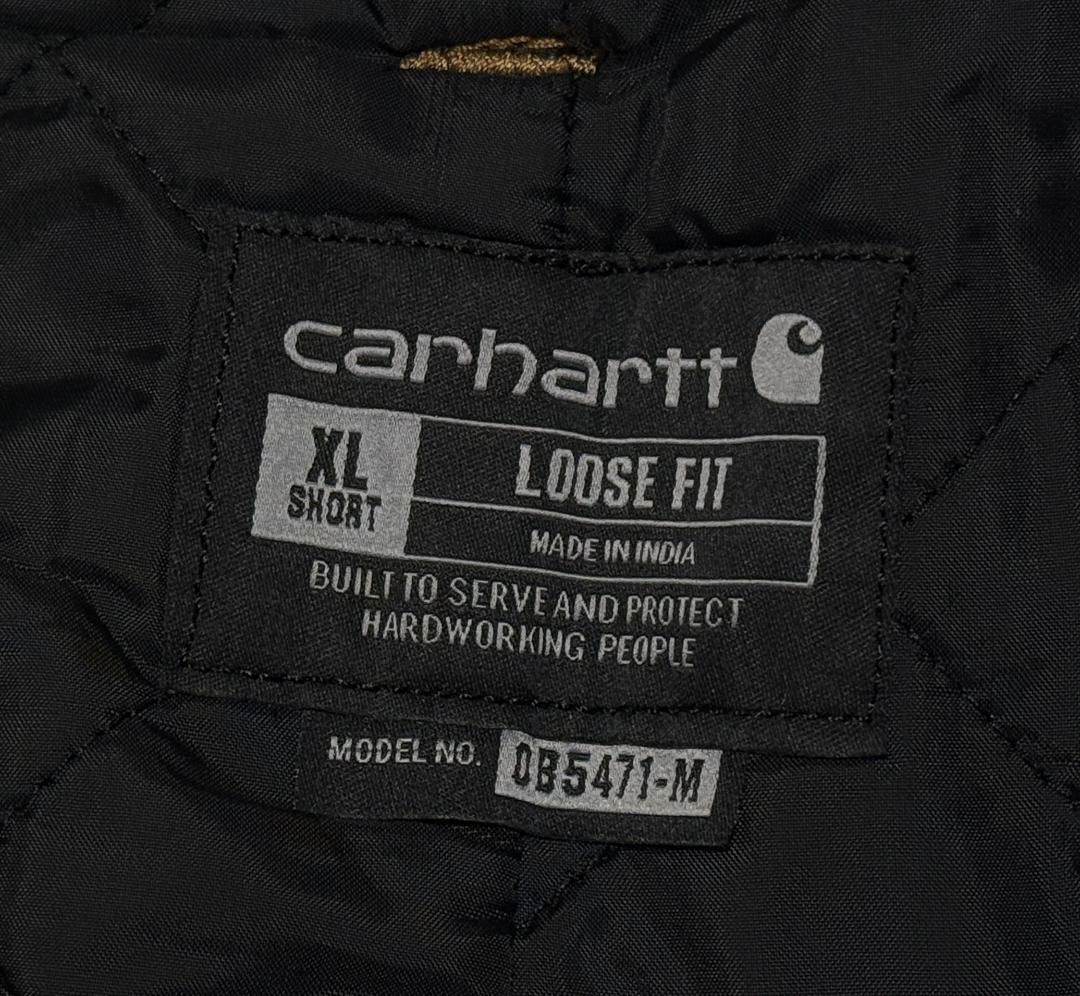 carhartt
XL
SHORT
LOOSE FIT
MADE IN INDIA
BUILT TO SERVE AND PROTECT
HARDWORKING PEOPLE
MODEL NO. OB5471-M